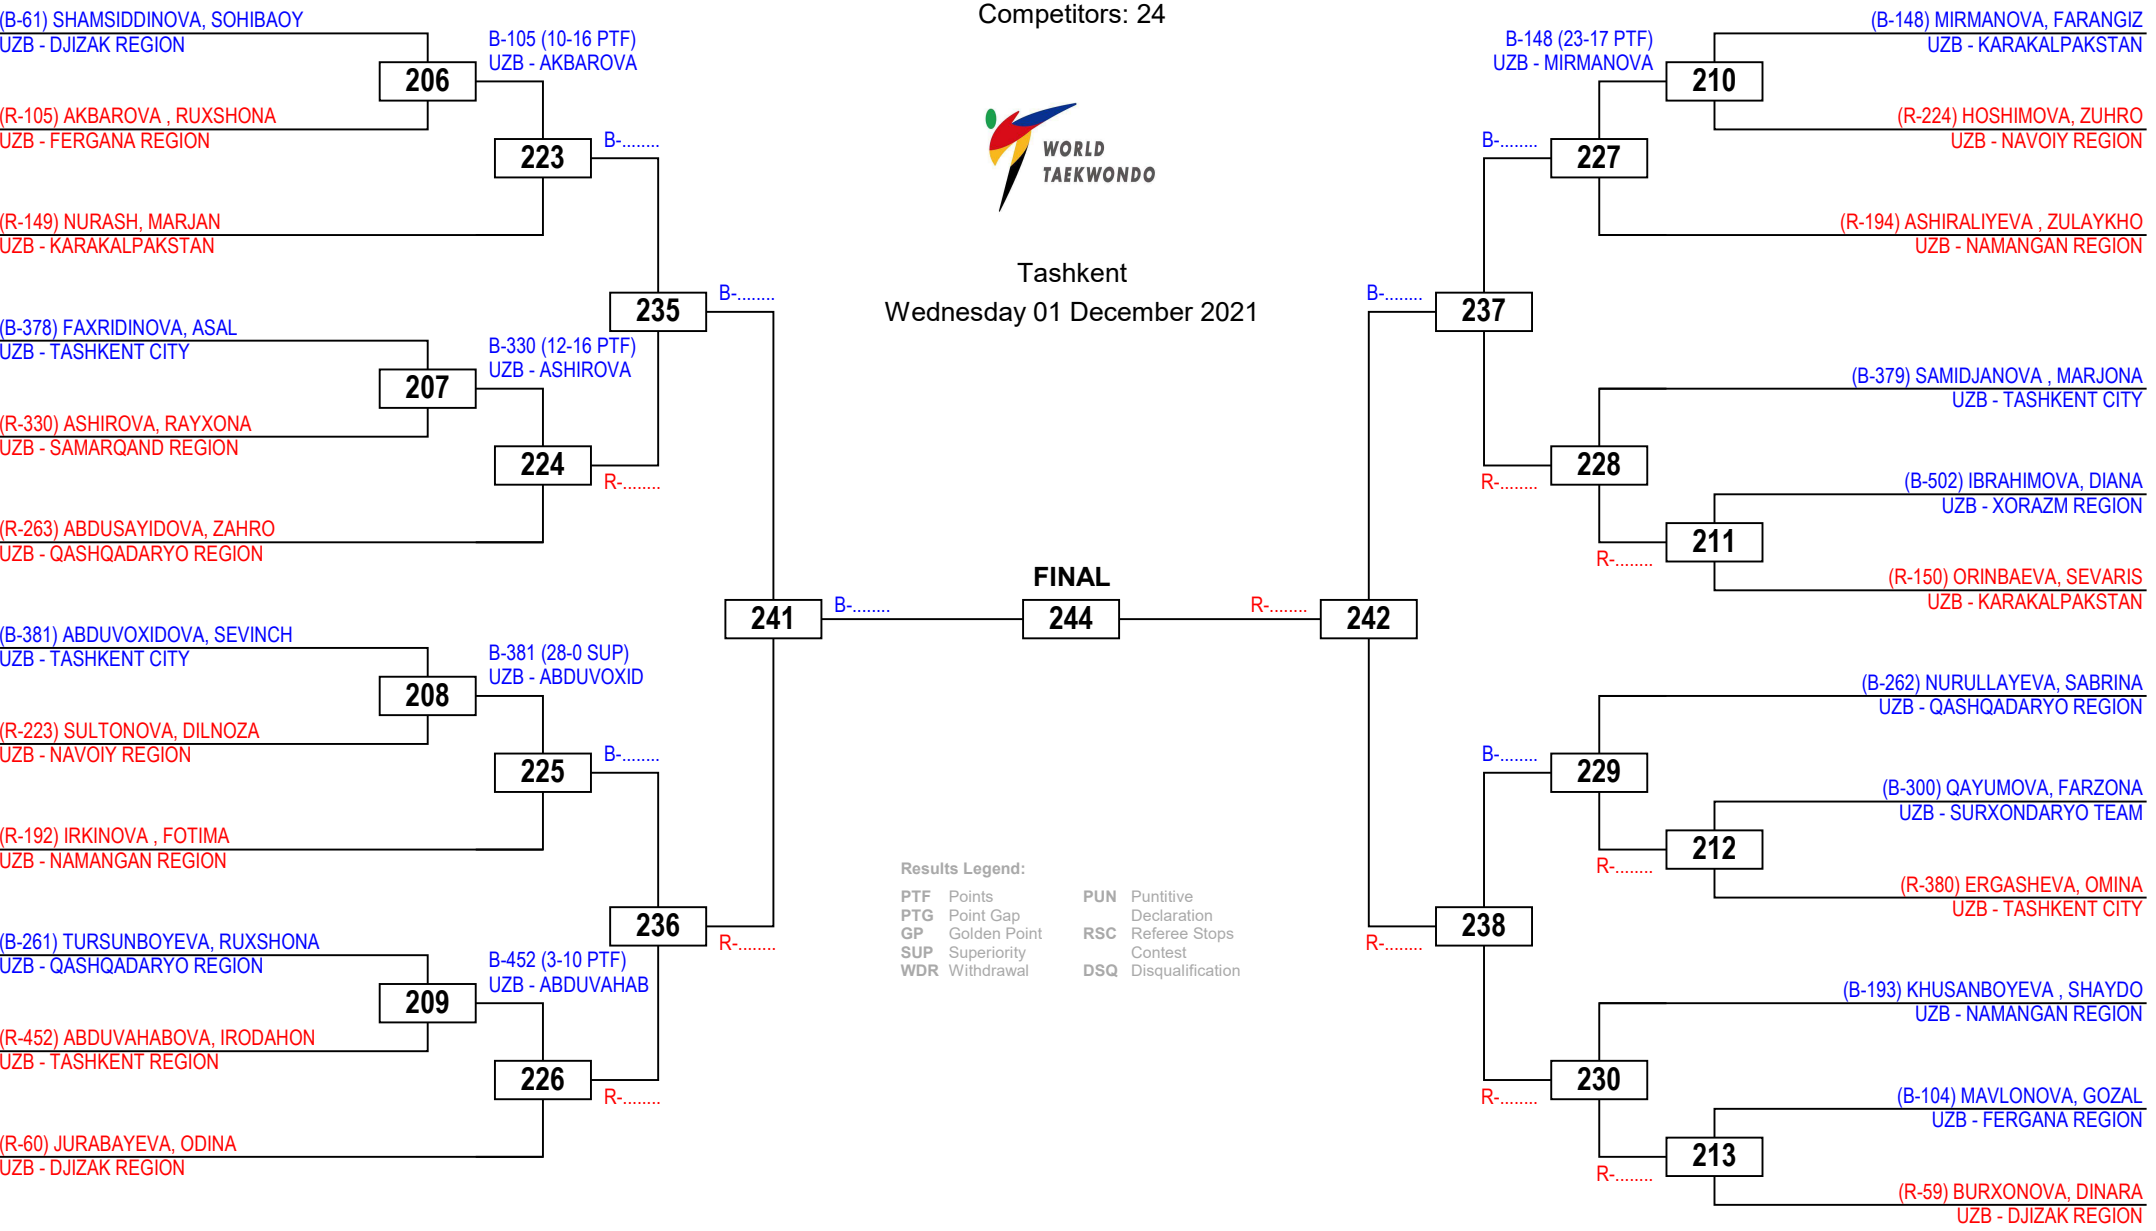 Competitors: 24
WORLD
TAEKWONDO
Tashkent
Wednesday 01 December 2021
(B-61) SHAMSIDDINOVA, SOHIBAOY
UZB - DJIZAK REGION
206
B-105 (10-16 PTF)
UZB - AKBAROVA
(R-105) AKBAROVA , RUXSHONA
UZB - FERGANA REGION
223
B-........
(R-149) NURASH, MARJAN
UZB - KARAKALPAKSTAN
235
B-........
(B-378) FAXRIDINOVA, ASAL
UZB - TASHKENT CITY
207
B-330 (12-16 PTF)
UZB - ASHIROVA
(R-330) ASHIROVA, RAYXONA
UZB - SAMARQAND REGION
224
R-........
(R-263) ABDUSAYIDOVA, ZAHRO
UZB - QASHQADARYO REGION
241
B-........
(B-381) ABDUVOXIDOVA, SEVINCH
UZB - TASHKENT CITY
208
B-381 (28-0 SUP)
UZB - ABDUVOXID
(R-223) SULTONOVA, DILNOZA
UZB - NAVOIY REGION
225
B-........
(R-192) IRKINOVA , FOTIMA
UZB - NAMANGAN REGION
236
R-........
(B-261) TURSUNBOYEVA, RUXSHONA
UZB - QASHQADARYO REGION
209
B-452 (3-10 PTF)
UZB - ABDUVAHAB
(R-452) ABDUVAHABOVA, IRODAHON
UZB - TASHKENT REGION
226
R-........
(R-60) JURABAYEVA, ODINA
UZB - DJIZAK REGION
FINAL
244
Results Legend:
PTF Points
PTG Point Gap
GP Golden Point
SUP Superiority
WDR Withdrawal
PUN Puntitive
Declaration
RSC Referee Stops
Contest
DSQ Disqualification
(B-148) MIRMANOVA, FARANGIZ
UZB - KARAKALPAKSTAN
B-148 (23-17 PTF)
UZB - MIRMANOVA
210
(R-224) HOSHIMOVA, ZUHRO
UZB - NAVOIY REGION
B-........
227
(R-194) ASHIRALIYEVA , ZULAYKHO
UZB - NAMANGAN REGION
B-........
237
(B-379) SAMIDJANOVA , MARJONA
UZB - TASHKENT CITY
R-........
228
(B-502) IBRAHIMOVA, DIANA
UZB - XORAZM REGION
R-........
211
(R-150) ORINBAEVA, SEVARIS
UZB - KARAKALPAKSTAN
R-........
242
(B-262) NURULLAYEVA, SABRINA
UZB - QASHQADARYO REGION
B-........
229
(B-300) QAYUMOVA, FARZONA
UZB - SURXONDARYO TEAM
R-........
212
(R-380) ERGASHEVA, OMINA
UZB - TASHKENT CITY
R-........
238
(B-193) KHUSANBOYEVA , SHAYDO
UZB - NAMANGAN REGION
R-........
230
(B-104) MAVLONOVA, GOZAL
UZB - FERGANA REGION
R-........
213
(R-59) BURXONOVA, DINARA
UZB - DJIZAK REGION